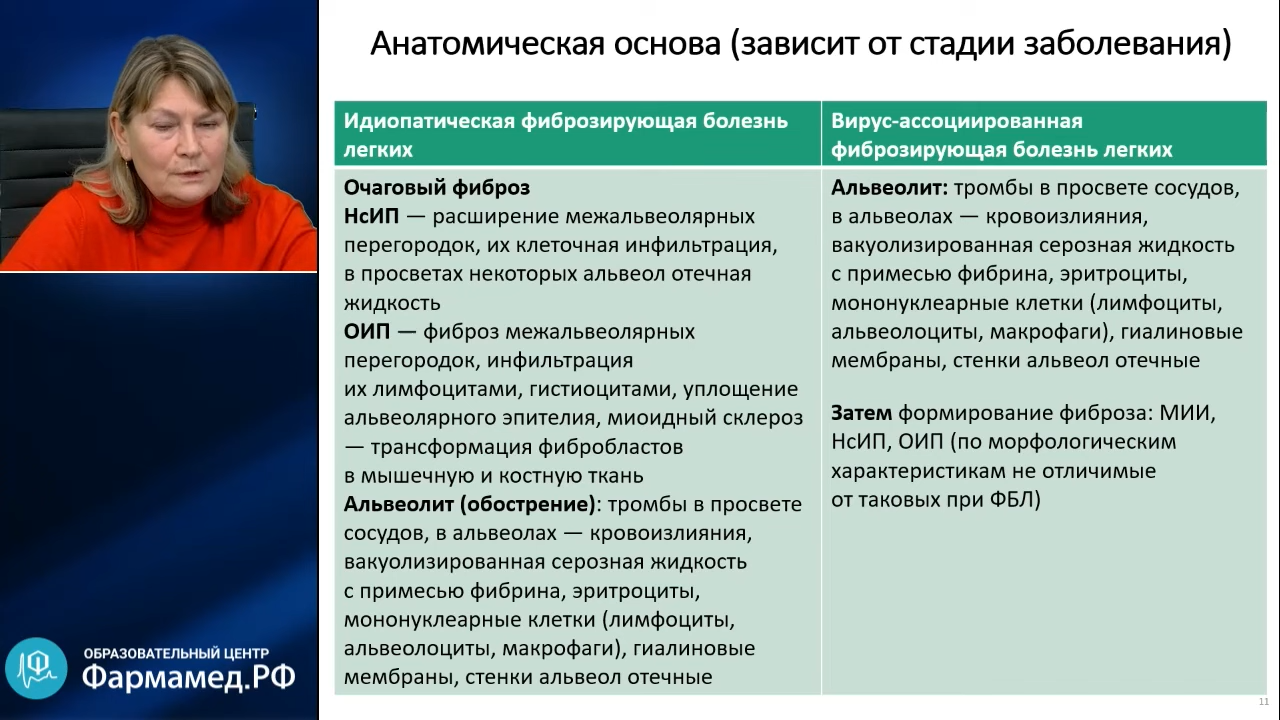 Анатомическая основа (зависит от стадии заболевания)
Идиопатическая фиброзирующая болезнь
легких
Очаговый фиброз
НсИП — расширение межальвеолярных
перегородок, их клеточная инфильтрация,
в просветах некоторых альвеол отечная
жидкость
ОИП — фиброз межальвеолярных
перегородок, инфильтрация
их лимфоцитами, гистиоцитами, уплощение
альвеолярного эпителия, миоидный склероз
— трансформация фибробластов
в мышечную и костную ткань
Альвеолит (обострение): тромбы в просвете
сосудов, в альвеолах — кровоизлияния,
вакуолизированная серозная жидкость
с примесью фибрина, эритроциты,
мононуклеарные клетки (лимфоциты,
альвеолоциты, макрофаги), гиалиновые
мембраны, стенки альвеол отечные
Вирус-ассоциированная
фиброзирующая болезнь легких
Альвеолит: тромбы в просвете сосудов,
в альвеолах — кровоизлияния,
вакуолизированная серозная жидкость
с примесью фибрина, эритроциты,
мононуклеарные клетки (лимфоциты,
альвеолоциты, макрофаги), гиалиновые
мембраны, стенки альвеол отечные
Затем формирование фиброза: МИИ,
НсИП, ОИП (по морфологическим
характеристикам не отличимые
от таковых при ФБЛ)
ОБРАЗОВАТЕЛЬНЫЙ ЦЕНТР
Фармамед.РФ
11